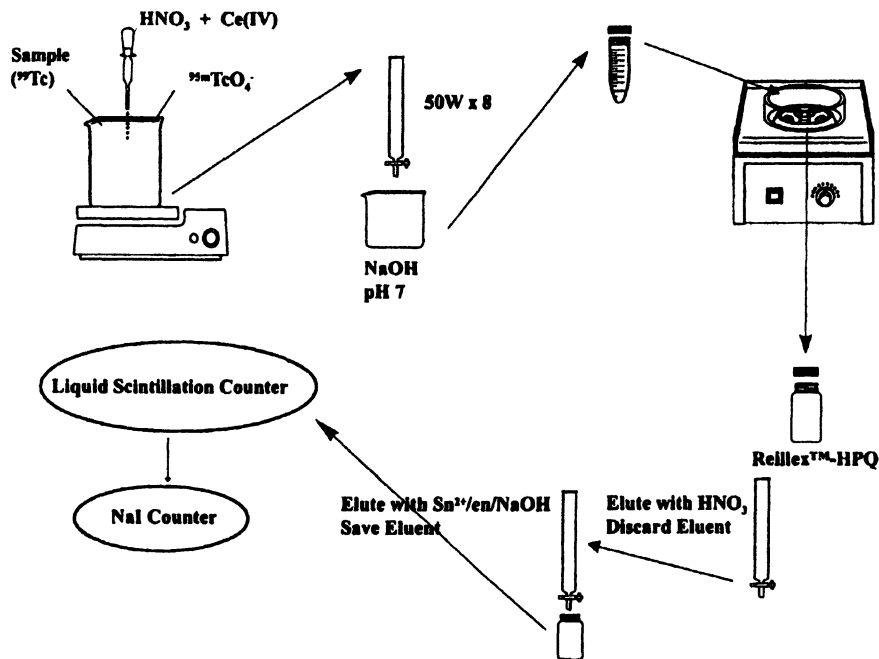 HNO₃ + Ce(IV)
Sample
(⁹⁹Tc)
⁹⁵ᵐTcO₄⁻
50W x 8
NaOH
pH 7
Reillex™-HPQ
Elute with HNO₃
Discard Eluent
Elute with Sn²⁺/en/NaOH
Save Eluent
Liquid Scintillation Counter
NaI Counter